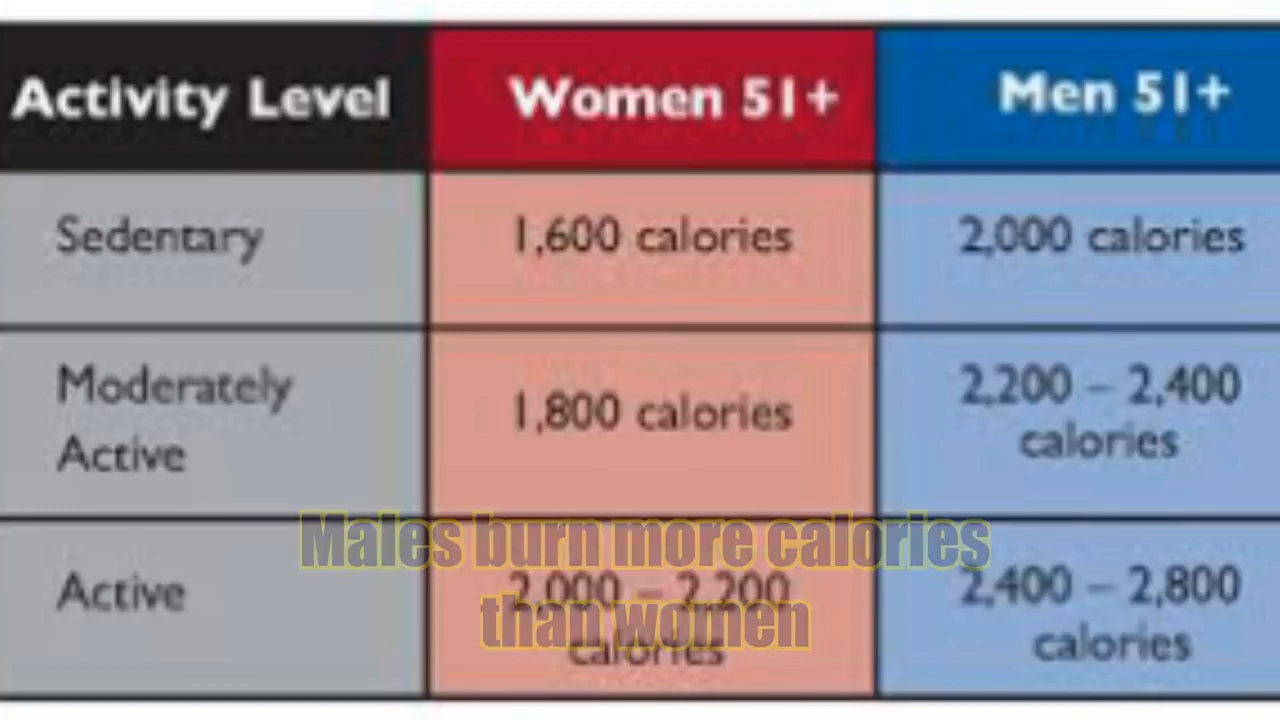 Activity Level Women 51+ Men 51+
Sedentary 1,600 calories 2,000 calories
Moderately
Active
1,800 calories
2,200 – 2,400
calories
Active
2,000 – 2,200
calories
2,400 – 2,800
calories
Males burn more calories
than women